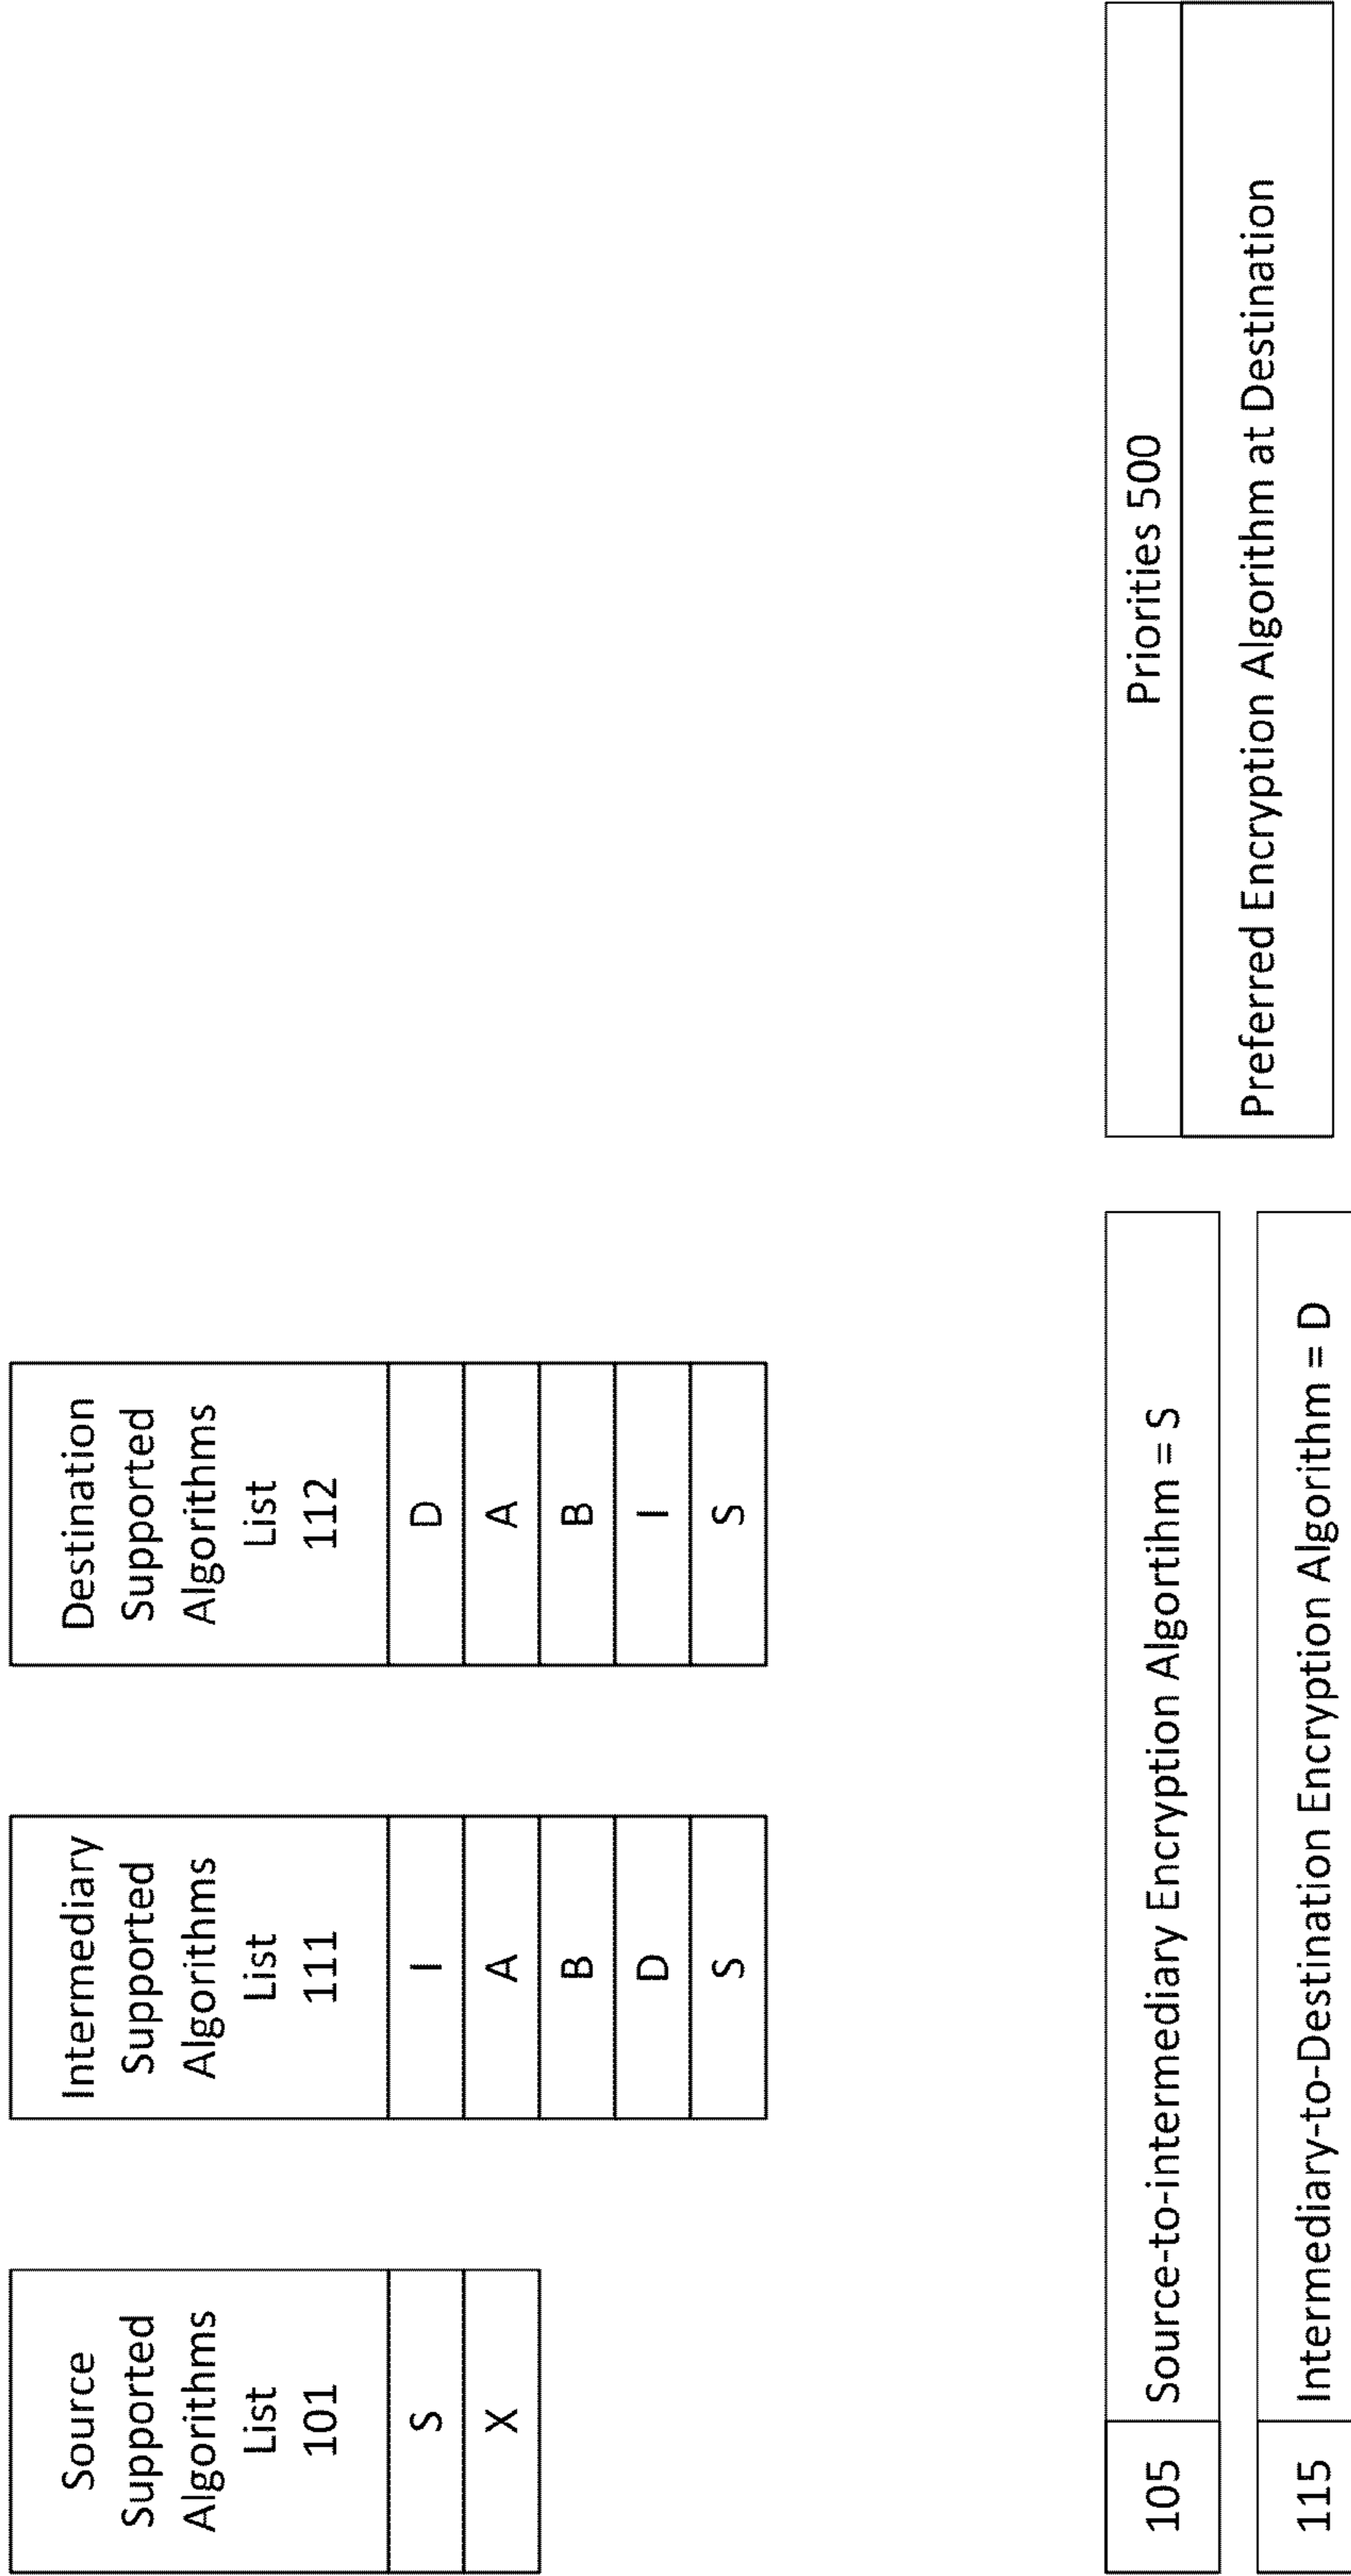 Source
Supported
Algorithms
List
101
S
X
Intermediary
Supported
Algorithms
List
111
I
A
B
D
S
Destination
Supported
Algorithms
List
112
D
A
B
I
S
105
Source-to-intermediary Encryption Algortihm = S
115
Intermediary-to-Destination Encryption Algorithm = D
Priorities 500
Preferred Encryption Algorithm at Destination